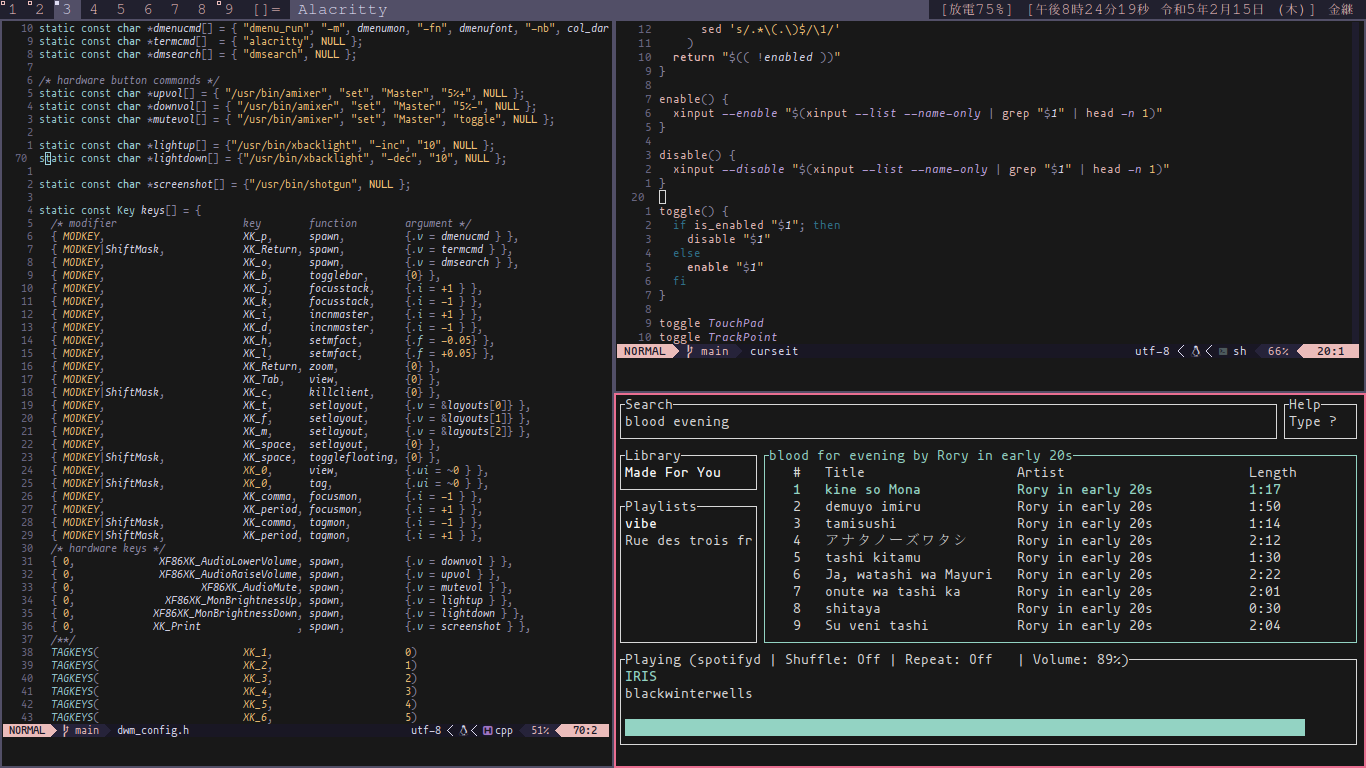 1 2 3 4 5 6 7 8 9 []= Alacritty [放電75%] [午後8時24分19秒 令和5年2月15日 (木)] 金継
10 static const char *dmenucmd[] = { "dmenu_run", "-m", dmenumon, "-fn", dmenufont, "-nb", col_dar
9 static const char *termcmd[]  = { "alacritty", NULL };
8 static const char *dmsearch[] = { "dmsearch", NULL };
7
6 /* hardware button commands */
5 static const char *upvol[] = { "/usr/bin/amixer", "set", "Master", "5%+", NULL };
4 static const char *downvol[] = { "/usr/bin/amixer", "set", "Master", "5%-", NULL };
3 static const char *mutevol[] = { "/usr/bin/amixer", "set", "Master", "toggle", NULL };
2
1 static const char *lightup[] = {"/usr/bin/xbacklight", "-inc", "10", NULL };
70 static const char *lightdown[] = {"/usr/bin/xbacklight", "-dec", "10", NULL };
1
2 static const char *screenshot[] = {"/usr/bin/shotgun", NULL };
3
4 static const Key keys[] = {
5 /* modifier key function argument */
6 { MODKEY, XK_p, spawn, {.v = dmenucmd } },
7 { MODKEY|ShiftMask, XK_Return, spawn, {.v = termcmd } },
8 { MODKEY, XK_o, spawn, {.v = dmsearch } },
9 { MODKEY, XK_b, togglebar, {0} },
10 { MODKEY, XK_j, focusstack, {.i = +1 } },
11 { MODKEY, XK_k, focusstack, {.i = -1 } },
12 { MODKEY, XK_i, incnmaster, {.i = +1 } },
13 { MODKEY, XK_d, incnmaster, {.i = -1 } },
14 { MODKEY, XK_h, setmfact, {.f = -0.05} },
15 { MODKEY, XK_l, setmfact, {.f = +0.05} },
16 { MODKEY, XK_Return, zoom, {0} },
17 { MODKEY, XK_Tab, view, {0} },
18 { MODKEY|ShiftMask, XK_c, killclient, {0} },
19 { MODKEY, XK_t, setlayout, {.v = &layouts[0]} },
20 { MODKEY, XK_f, setlayout, {.v = &layouts[1]} },
21 { MODKEY, XK_m, setlayout, {.v = &layouts[2]} },
22 { MODKEY, XK_space, setlayout, {0} },
23 { MODKEY|ShiftMask, XK_space, togglefloating, {0} },
24 { MODKEY, XK_0, view, {.ui = ~0 } },
25 { MODKEY|ShiftMask, XK_0, tag, {.ui = ~0 } },
26 { MODKEY, XK_comma, focusmon, {.i = -1 } },
27 { MODKEY, XK_period, focusmon, {.i = +1 } },
28 { MODKEY|ShiftMask, XK_comma, tagmon, {.i = -1 } },
29 { MODKEY|ShiftMask, XK_period, tagmon, {.i = +1 } },
30 /* hardware keys */
31 { 0, XF86XK_AudioLowerVolume, spawn, {.v = downvol } },
32 { 0, XF86XK_AudioRaiseVolume, spawn, {.v = upvol } },
33 { 0, XF86XK_AudioMute, spawn, {.v = mutevol } },
34 { 0, XF86XK_MonBrightnessUp, spawn, {.v = lightup } },
35 { 0, XF86XK_MonBrightnessDown, spawn, {.v = lightdown } },
36 { 0, XK_Print , spawn, {.v = screenshot } },
37 /**/
38 TAGKEYS( XK_1, 0)
39 TAGKEYS( XK_2, 1)
40 TAGKEYS( XK_3, 2)
41 TAGKEYS( XK_4, 3)
42 TAGKEYS( XK_5, 4)
43 TAGKEYS( XK_6, 5)
NORMAL main dwm_config.h utf-8 cpp 51% 70:2
12 sed 's/.*\(.\)$/\1/'
11 )
10 return "$(( !enabled ))"
9 }
8
7 enable() {
6 xinput --enable "$(xinput --list --name-only | grep "$1" | head -n 1)"
5 }
4
3 disable() {
2 xinput --disable "$(xinput --list --name-only | grep "$1" | head -n 1)"
1 }
20
1 toggle() {
2 if is_enabled "$1"; then
3 disable "$1"
4 else
5 enable "$1"
6 fi
7 }
8
9 toggle TouchPad
10 toggle TrackPoint
NORMAL main curseit utf-8 sh 66% 20:1
Search Help
blood evening Type ?
Library
Made For You
Playlists
vibe
Rue des trois fr
blood for evening by Rory in early 20s
# Title Artist Length
1 kine so Mona Rory in early 20s 1:17
2 demuyo imiru Rory in early 20s 1:50
3 tamisushi Rory in early 20s 1:14
4 アナタノーズワタシ Rory in early 20s 2:12
5 tashi kitamu Rory in early 20s 1:30
6 Ja, watashi wa Mayuri Rory in early 20s 2:22
7 onute wa tashi ka Rory in early 20s 2:01
8 shitaya Rory in early 20s 0:30
9 Su veni tashi Rory in early 20s 2:04
Playing (spotifyd | Shuffle: Off | Repeat: Off | Volume: 89%)
IRIS
blackwinterwells